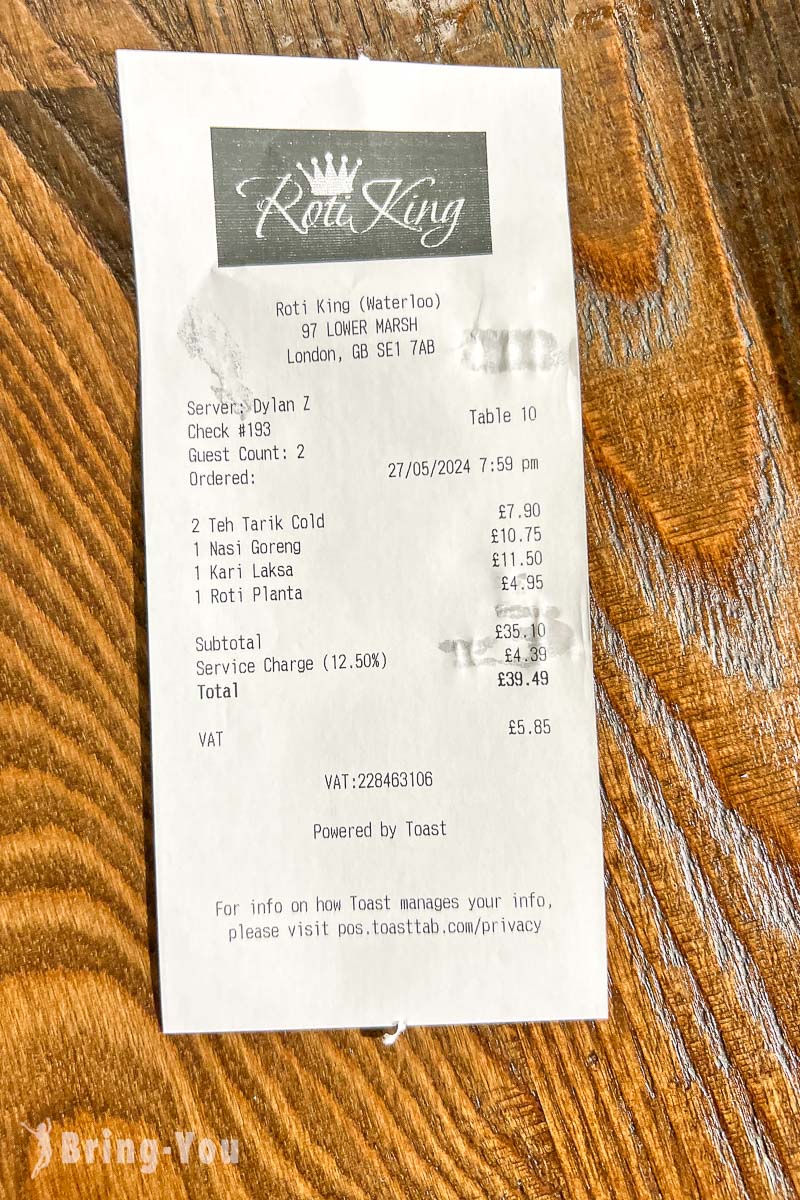 Roti King
Roti King (Waterloo)
97 LOWER MARSH
London, GB SE1 7AB
Server: Dylan Z
Check #193 Table 10
Guest Count: 2
Ordered: 27/05/2024 7:59 pm
2 Teh Tarik Cold £7.90
1 Nasi Goreng £10.75
1 Kari Laksa £11.50
1 Roti Planta £4.95
Subtotal £35.10
Service Charge (12.50%) £4.39
Total £39.49
VAT £5.85
VAT:228463106
Powered by Toast
For info on how Toast manages your info,
please visit pos.toasttab.com/privacy
Bring-You